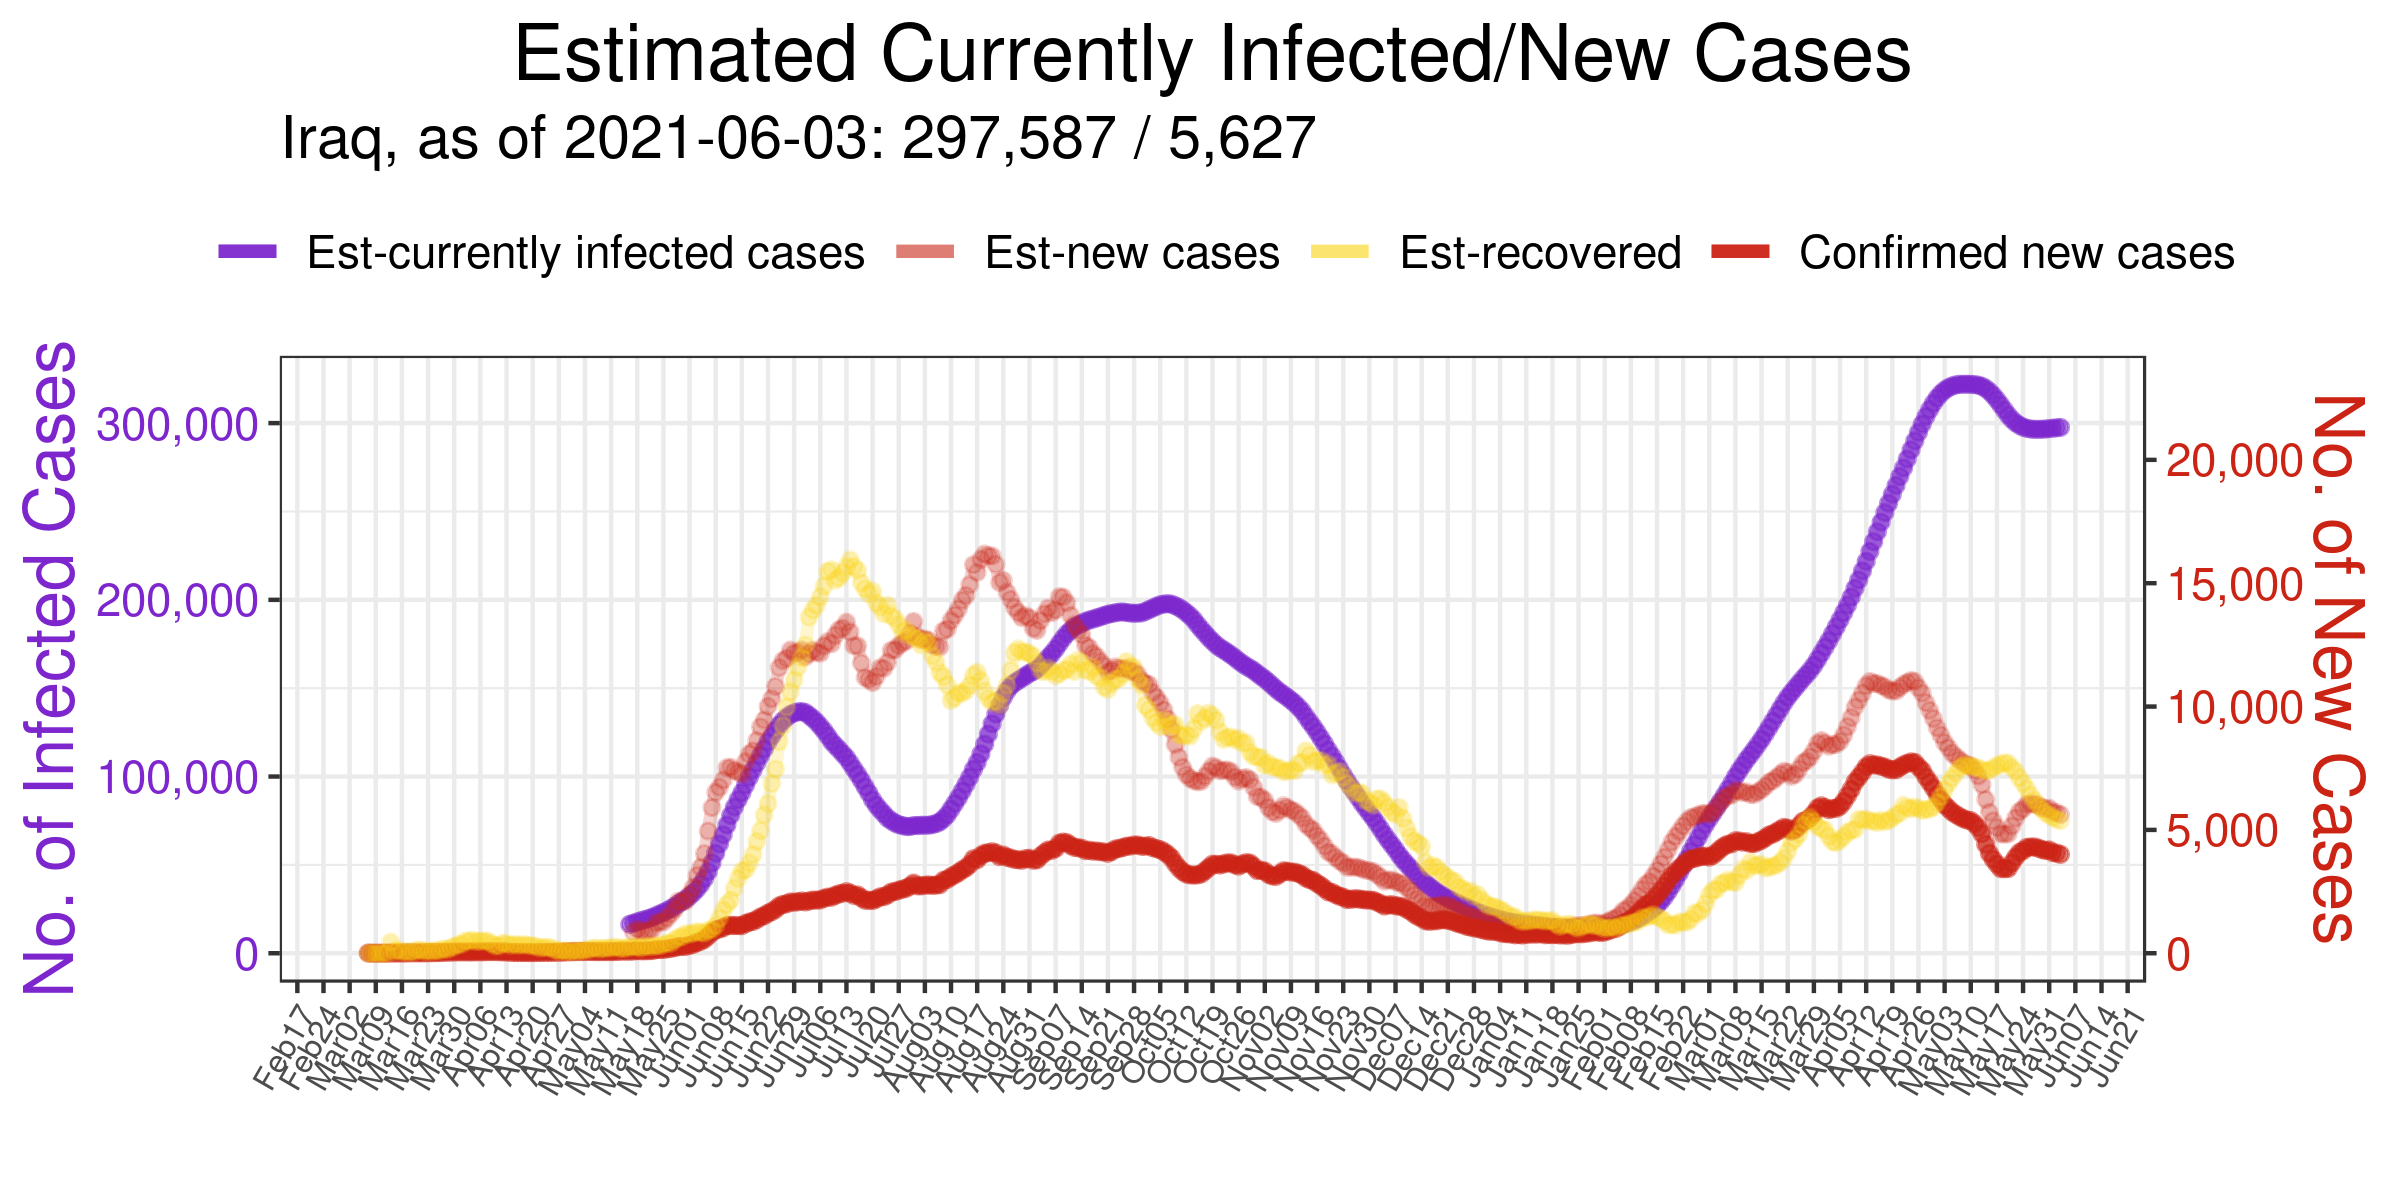 Estimated Currently Infected/New Cases
Iraq, as of 2021-06-03: 297,587 / 5,627
Est-currently infected cases Est-new cases Est-recovered Confirmed new cases
No. of Infected Cases
300,000
200,000
100,000
0
20,000
15,000
10,000
5,000
0
No. of New Cases
Feb17
Feb24
Mar02
Mar09
Mar16
Mar23
Mar30
Apr06
Apr13
Apr20
Apr27
May04
May11
May18
May25
Jun01
Jun08
Jun15
Jun22
Jun29
Jul06
Jul13
Jul20
Jul27
Aug03
Aug10
Aug17
Aug24
Aug31
Sep07
Sep14
Sep21
Sep28
Oct05
Oct12
Oct19
Oct26
Nov02
Nov09
Nov16
Nov23
Nov30
Dec07
Dec14
Dec21
Dec28
Jan04
Jan11
Jan18
Jan25
Feb01
Feb08
Feb15
Feb22
Mar01
Mar08
Mar15
Mar22
Mar29
Apr05
Apr12
Apr19
Apr26
May03
May10
May17
May24
May31
Jun07
Jun14
Jun21